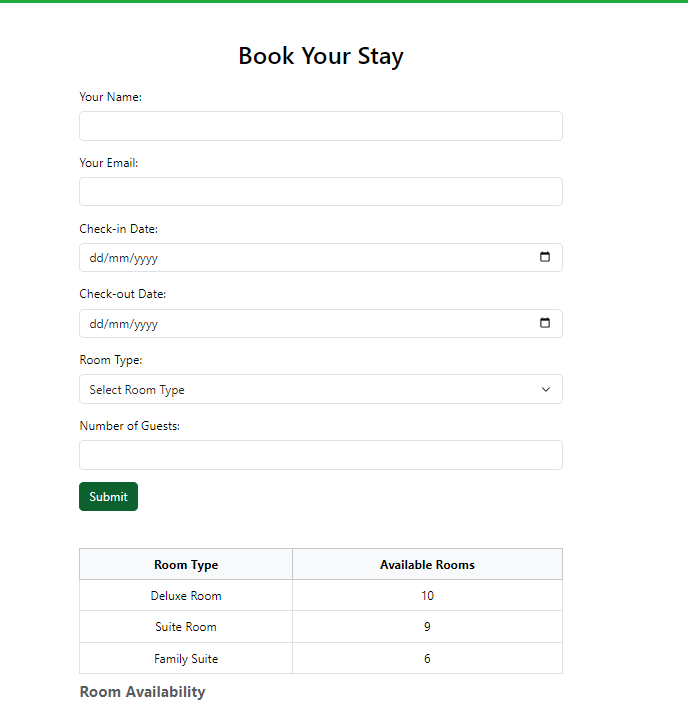 Book Your Stay
Your Name:
Your Email:
Check-in Date:
dd/mm/yyyy
Check-out Date:
dd/mm/yyyy
Room Type:
Select Room Type
Number of Guests:
Submit
Room Type Available Rooms
Deluxe Room 10
Suite Room 9
Family Suite 6
Room Availability